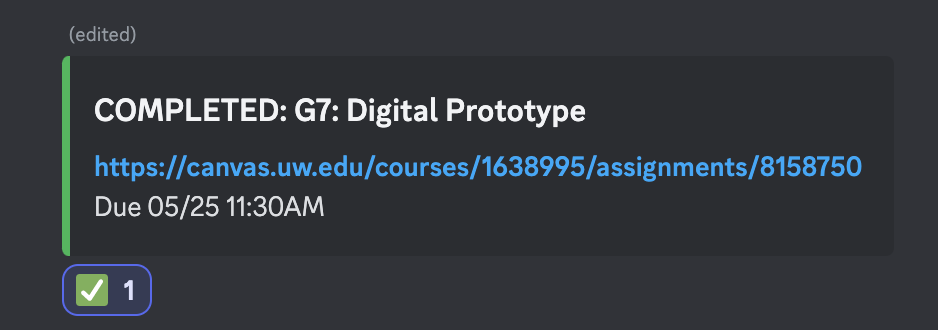 (edited)
COMPLETED: G7: Digital Prototype
https://canvas.uw.edu/courses/1638995/assignments/8158750
Due 05/25 11:30AM
✅ 1